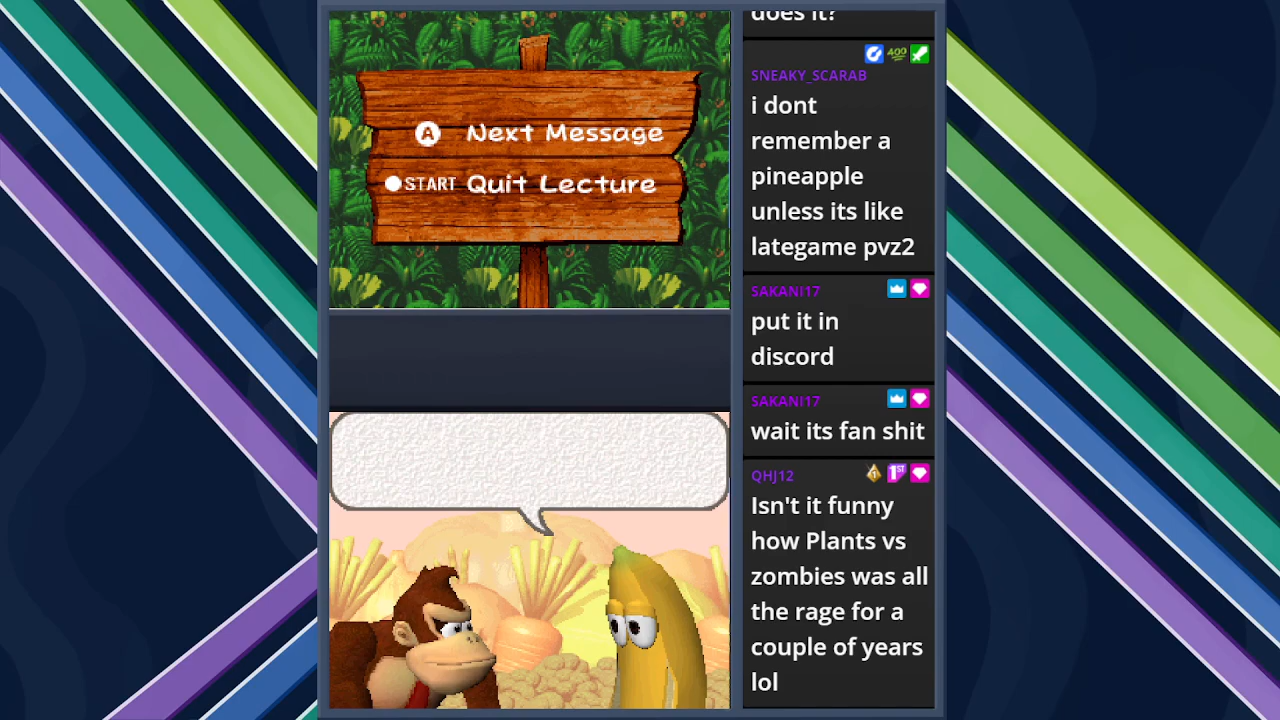 A Next Message
START Quit Lecture
does it?
400
SNEAKY_SCARAB
i dont
remember a
pineapple
unless its like
lategame pvz2
SAKANI17
put it in
discord
SAKANI17
wait its fan shit
1ST
QHJ12
Isn't it funny
how Plants vs
zombies was all
the rage for a
couple of years
lol